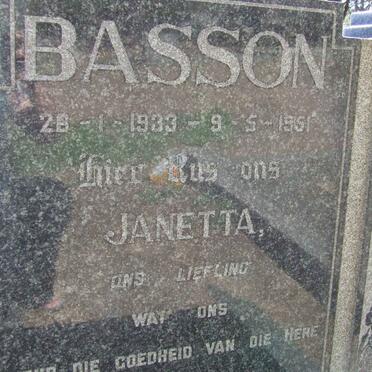 BASSON
28-1-1933-9-5-1951
Hier Rus ons
JANETTA,
ONS LIEFLING
WAT ONS
DIE GOEDHEID VAN DIE HERE